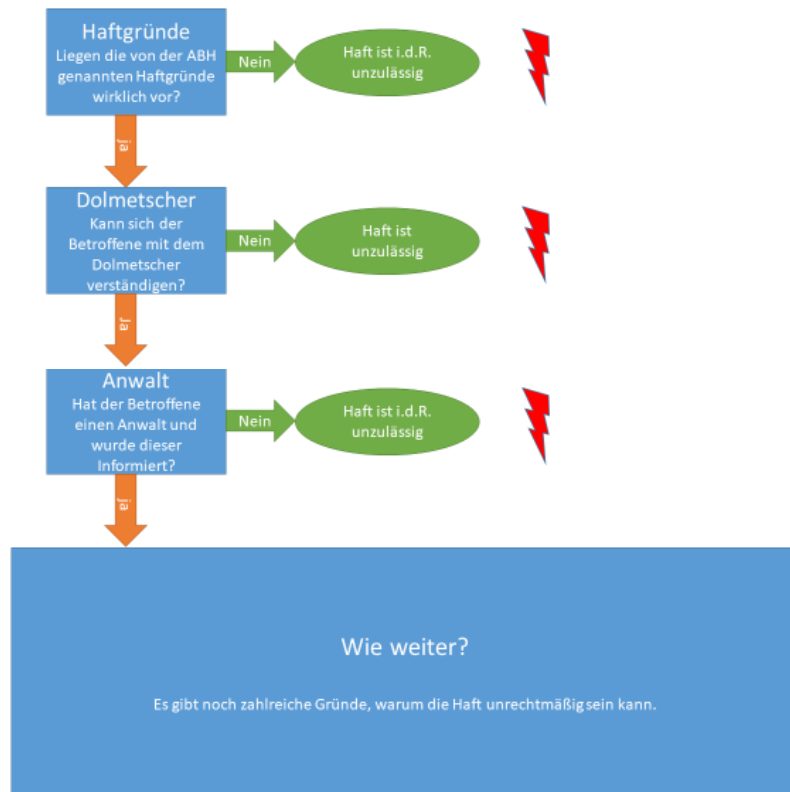 Haftgründe
Liegen die von der ABH
genannten Haftgründe
wirklich vor?
Nein
Haft ist i.d.R.
unzulässig
ja
Dolmetscher
Kann sich der
Betroffene mit dem
Dolmetscher
verständigen?
Nein
Haft ist
unzulässig
ja
Anwalt
Hat der Betroffene
einen Anwalt und
wurde dieser
Informiert?
Nein
Haft ist i.d.R.
unzulässig
ja
Wie weiter?
Es gibt noch zahlreiche Gründe, warum die Haft unrechtmäßig sein kann.